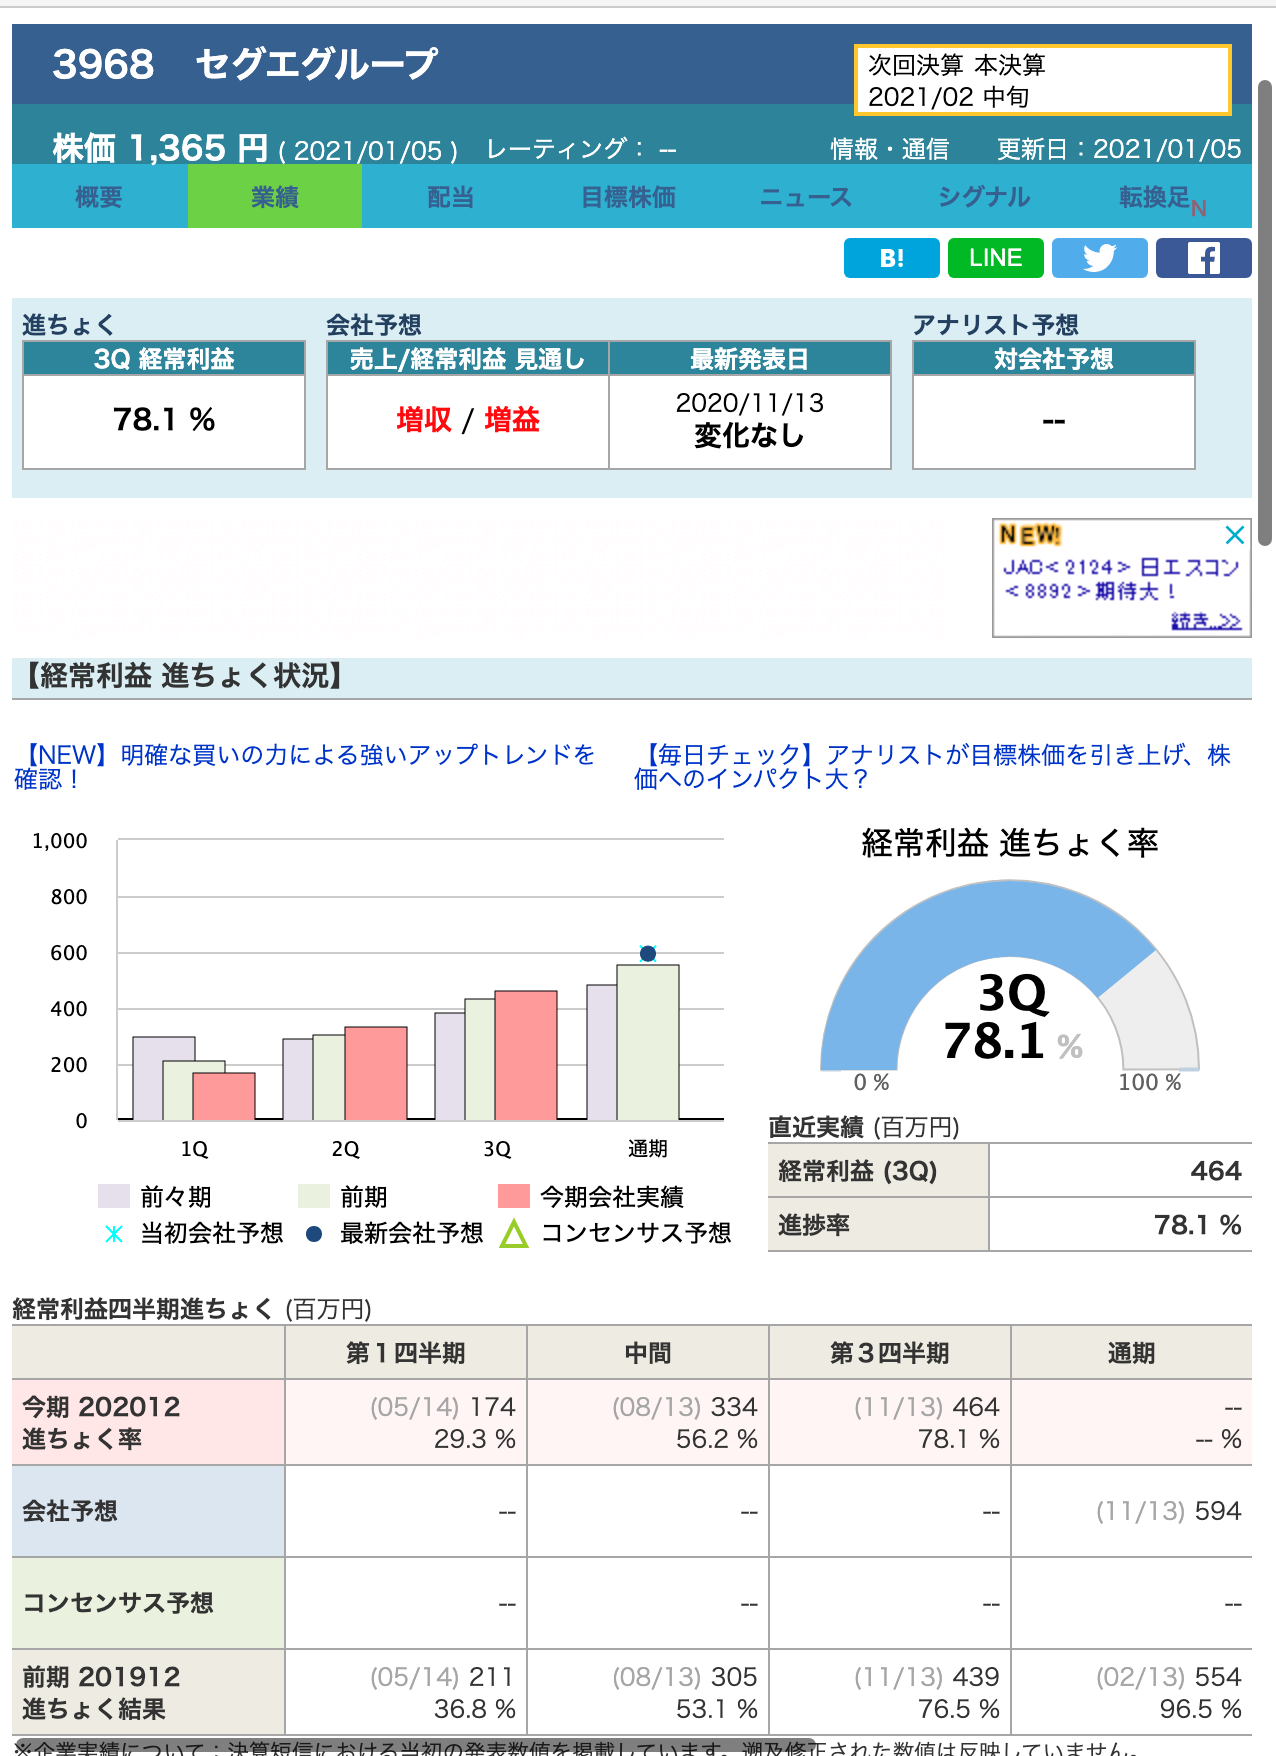 3968 セグエグループ
次回決算 本決算
2021/02 中旬
株価 1,365 円 ( 2021/01/05 ) レーティング： -- 情報・通信 更新日：2021/01/05
概要 業績 配当 目標株価 ニュース シグナル 転換足N
B! LINE
進ちょく 会社予想 アナリスト予想
3Q 経常利益 売上/経常利益 見通し 最新発表日 対会社予想
78.1 % 増収 / 増益 2020/11/13 --
変化なし
NEW!
JAC<2124> 日エスコン
<8892>期待大！
続き..>>
【経常利益 進ちょく状況】
【NEW】明確な買いの力による強いアップトレンドを
確認！
【毎日チェック】アナリストが目標株価を引き上げ、株
価へのインパクト大？
経常利益 進ちょく率
1,000
800
600
400
200
0
1Q 2Q 3Q 通期
3Q
78.1 %
0 % 100 %
前々期 前期 今期会社実績
当初会社予想 最新会社予想 コンセンサス予想
直近実績 (百万円)
経常利益 (3Q) 464
進捗率 78.1 %
経常利益四半期進ちょく (百万円)
第１四半期 中間 第３四半期 通期
今期 202012 (05/14) 174 (08/13) 334 (11/13) 464 --
進ちょく率 29.3 % 56.2 % 78.1 % -- %
会社予想 -- -- -- (11/13) 594
コンセンサス予想 -- -- -- --
前期 201912 (05/14) 211 (08/13) 305 (11/13) 439 (02/13) 554
進ちょく結果 36.8 % 53.1 % 76.5 % 96.5 %
※企業実績について：決算短信における当初の発表数値を掲載しています。遡及修正された数値は反映していません。